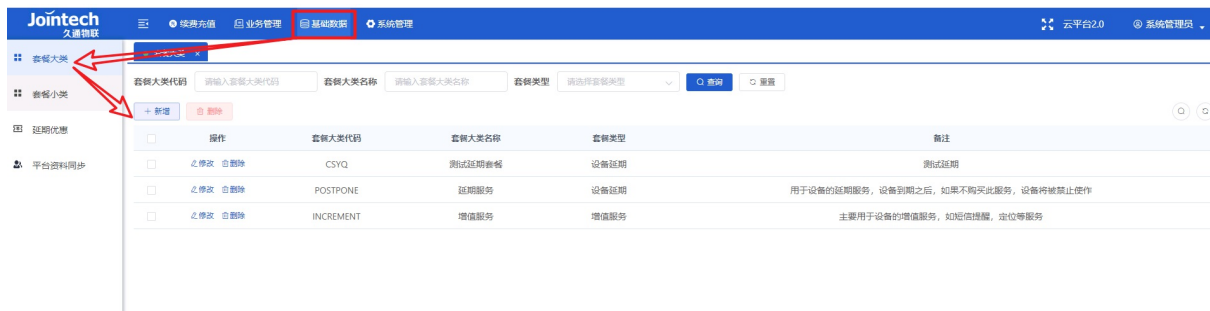 Jointech
久通物联
续费充值 业务管理 基础数据 系统管理 云平台2.0 系统管理员
套餐大类
套餐小类
延期优惠
平台资料同步
套餐大类 ×
套餐大类代码 请输入套餐大类代码 套餐大类名称 请输入套餐大类名称 套餐类型 请选择套餐类型 查询 重置
+ 新增 删除
操作 套餐大类代码 套餐大类名称 套餐类型 备注
修改 删除 CSYQ 测试延期套餐 设备延期 测试延期
修改 删除 POSTPONE 延期服务 设备延期 用于设备的延期服务，设备到期之后，如果不购买此服务，设备将被禁止使作
修改 删除 INCREMENT 增值服务 增值服务 主要用于设备的增值服务，如短信提醒，定位等服务